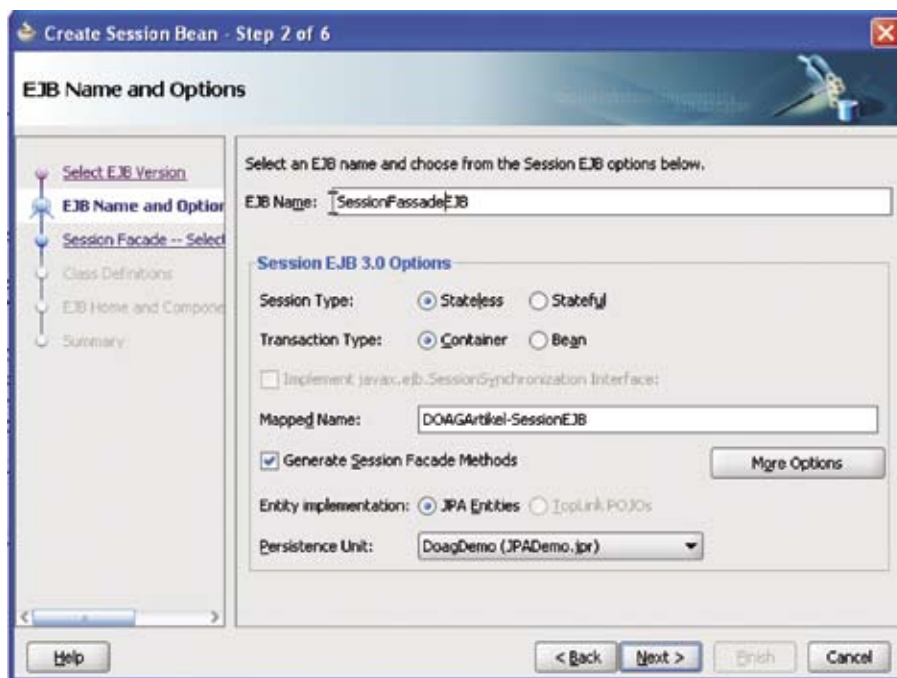 Create Session Bean - Step 2 of 6
EJB Name and Options
Select EJB Version
EJB Name and Option
Session Facade -- Select
Class Definitions
EJB Home and Compone
Summary
Select an EJB name and choose from the Session EJB options below.
EJB Name: SessionFassadeEJB
Session EJB 3.0 Options
Session Type: Stateless Stateful
Transaction Type: Container Bean
Implement javax.ejb.SessionSynchronization Interface:
Mapped Name: DOAGArtikel-SessionEJB
Generate Session Facade Methods More Options
Entity implementation: JPA Entities TopLink POJOs
Persistence Unit: DoagDemo (JPADemo.jpr)
Help < Back Next > Finish Cancel